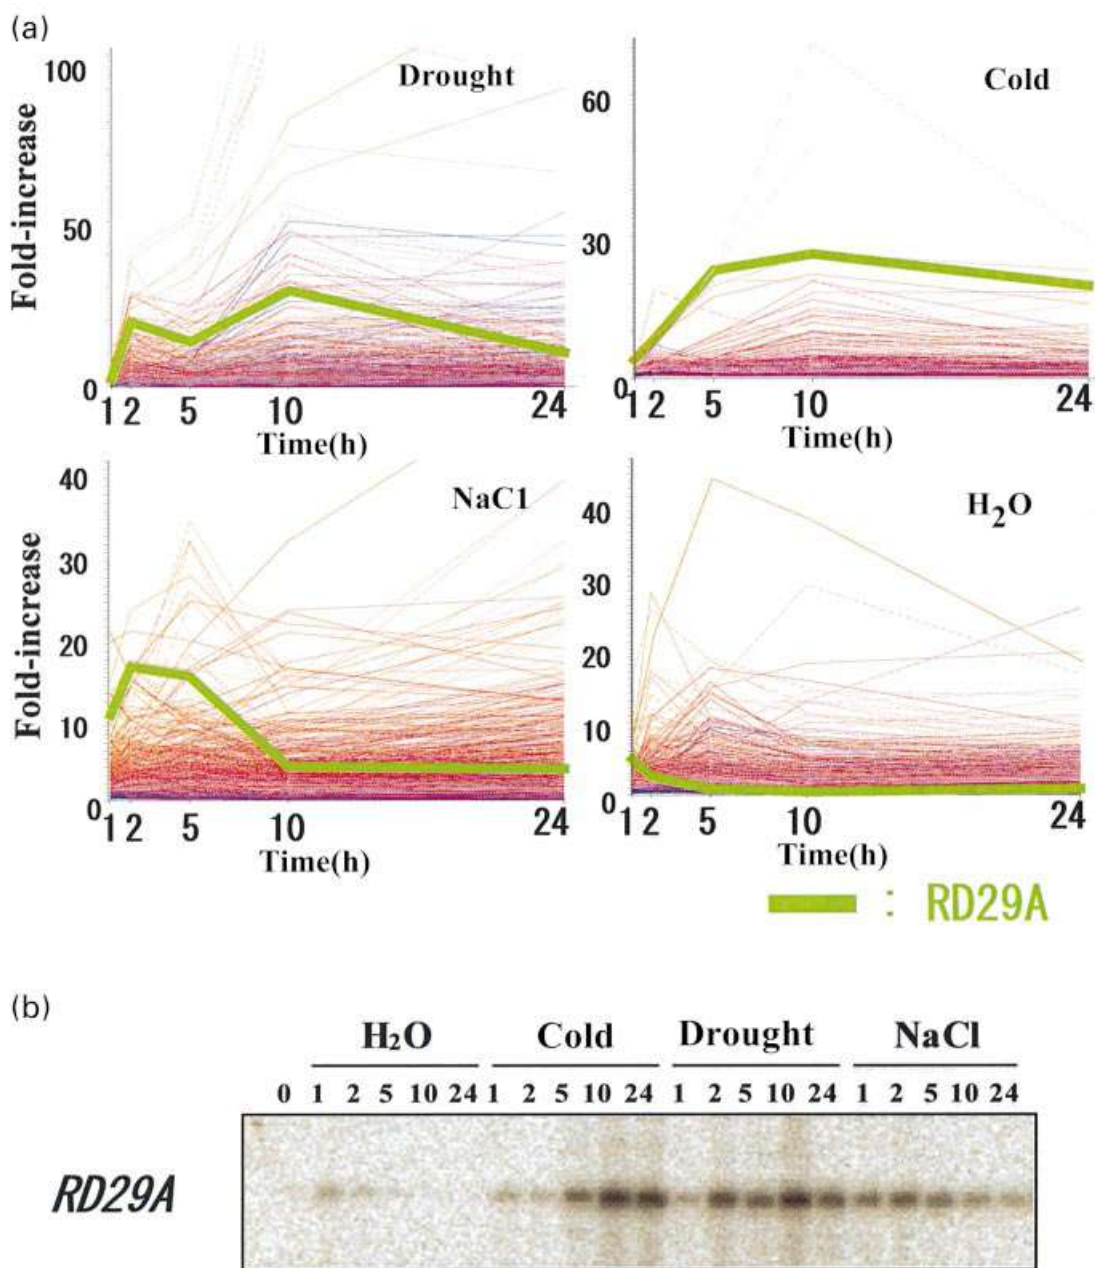 (a)
Drought
Fold-increase
100
50
0
1 2 5 10 24
Time(h)
Cold
60
30
0
1 2 5 10 24
Time(h)
NaC1
Fold-increase
40
30
20
10
0
1 2 5 10 24
Time(h)
H₂O
40
30
20
10
0
1 2 5 10 24
Time(h)
: RD29A
(b)
H₂O Cold Drought NaCl
0 1 2 5 10 24 1 2 5 10 24 1 2 5 10 24 1 2 5 10 24
RD29A